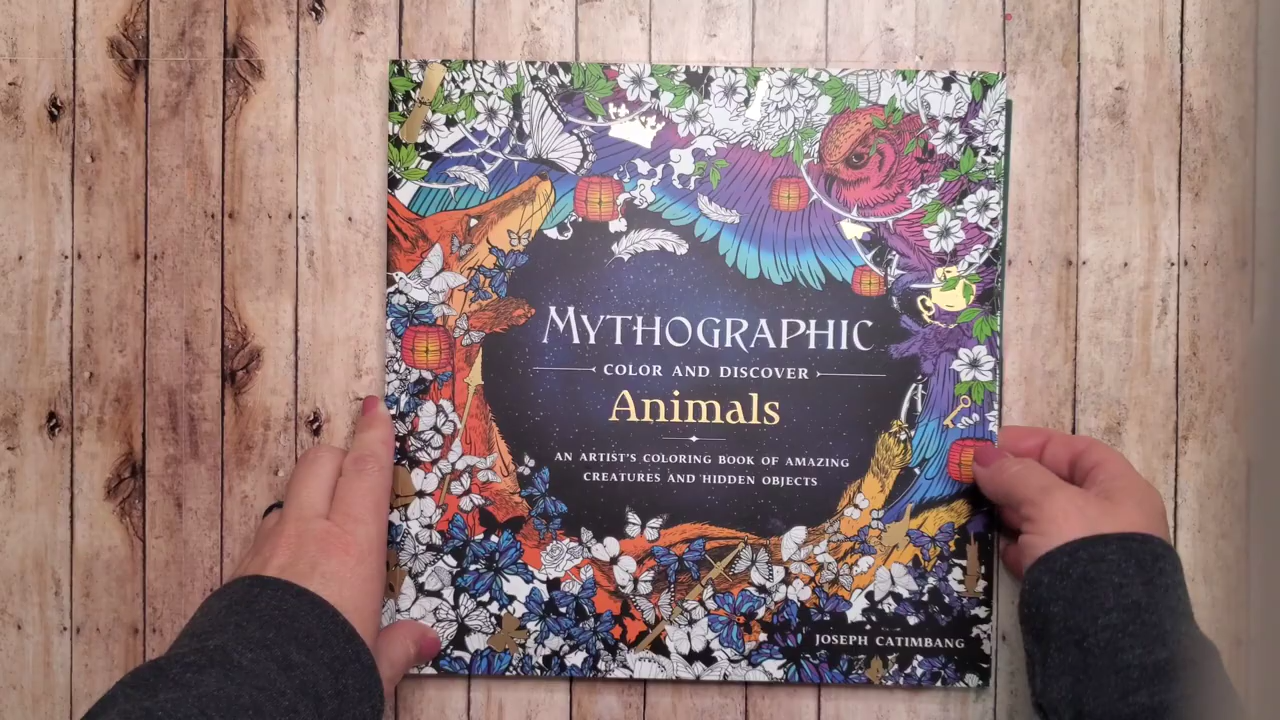 MYTHOGRAPHIC
COLOR AND DISCOVER
Animals
AN ARTIST'S COLORING BOOK OF AMAZING
CREATURES AND HIDDEN OBJECTS
JOSEPH CATIMBANG